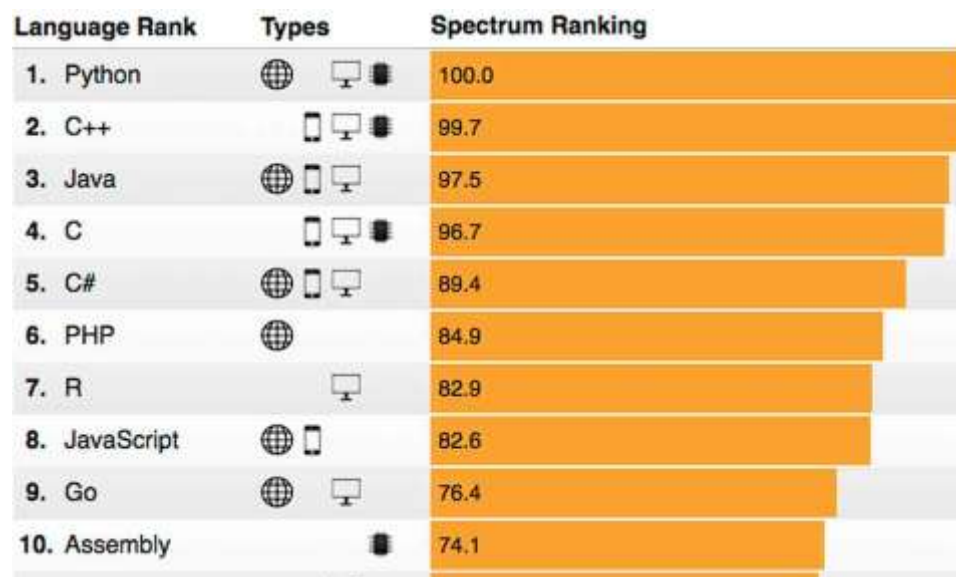 Language Rank Types Spectrum Ranking
1. Python 100.0
2. C++ 99.7
3. Java 97.5
4. C 96.7
5. C# 89.4
6. PHP 84.9
7. R 82.9
8. JavaScript 82.6
9. Go 76.4
10. Assembly 74.1